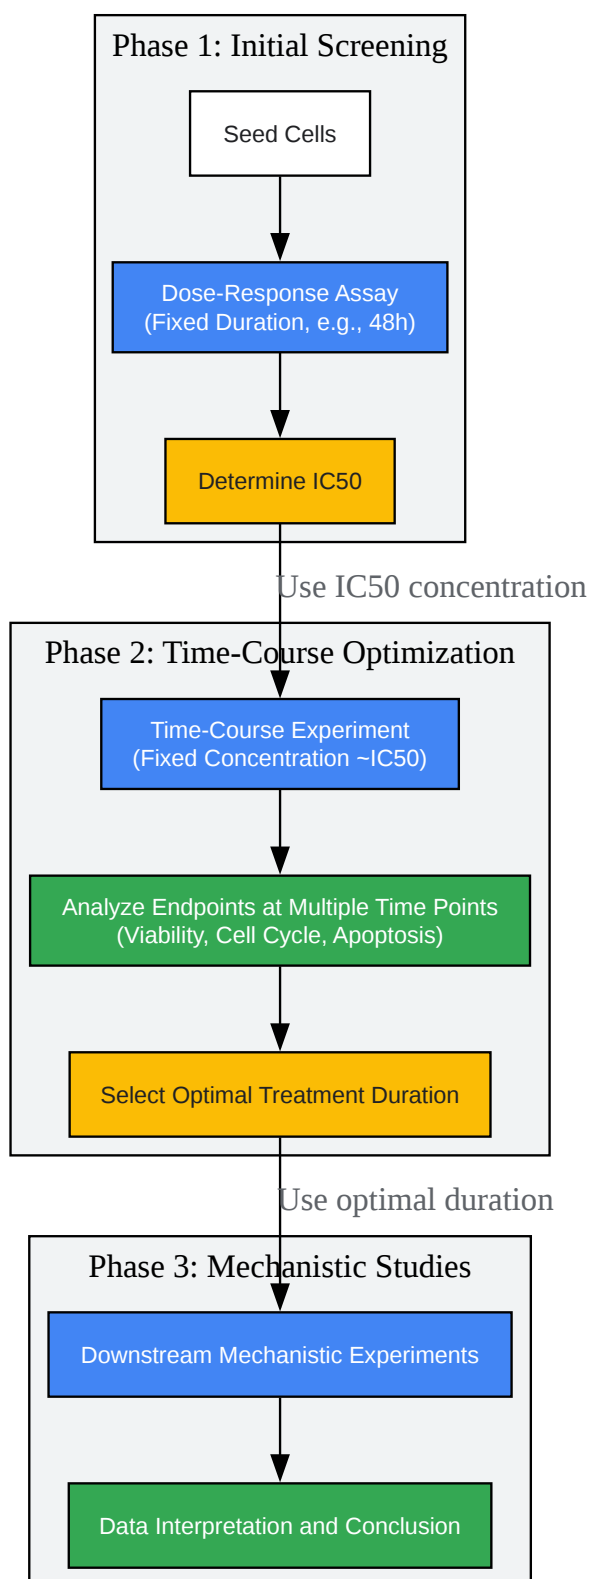 Phase 1: Initial Screening
Seed Cells
Dose-Response Assay
(Fixed Duration, e.g., 48h)
Determine IC50
Use IC50 concentration
Phase 2: Time-Course Optimization
Time-Course Experiment
(Fixed Concentration ~IC50)
Analyze Endpoints at Multiple Time Points
(Viability, Cell Cycle, Apoptosis)
Select Optimal Treatment Duration
Use optimal duration
Phase 3: Mechanistic Studies
Downstream Mechanistic Experiments
Data Interpretation and Conclusion